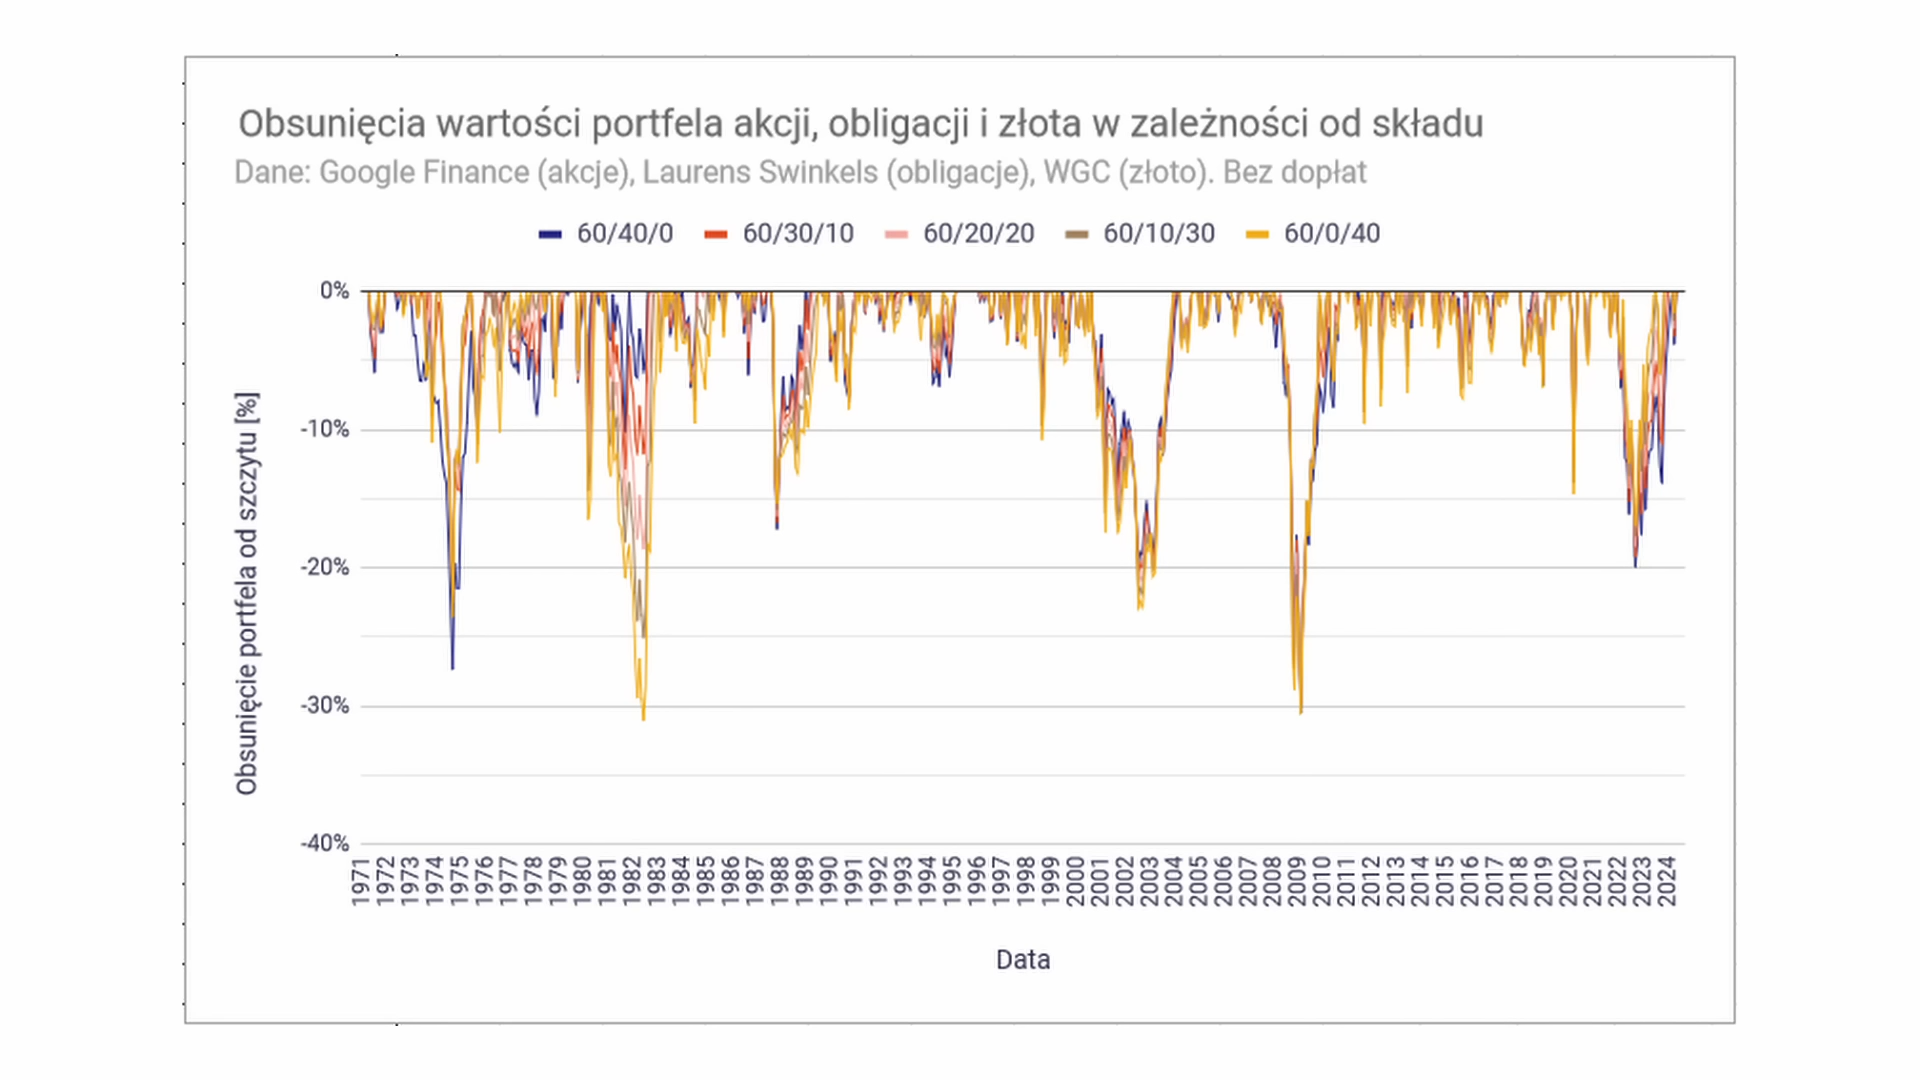 Obsunięcia wartości portfela akcji, obligacji i złota w zależności od składu
Dane: Google Finance (akcje), Laurens Swinkels (obligacje), WGC (złoto). Bez dopłat
60/40/0 60/30/10 60/20/20 60/10/30 60/0/40
Obsunięcie portfela od szczytu [%]
0%
-10%
-20%
-30%
-40%
1971 1972 1973 1974 1975 1976 1977 1978 1979 1980 1981 1982 1983 1984 1985 1986 1987 1988 1989 1990 1991 1992 1993 1994 1995 1996 1997 1998 1999 2000 2001 2002 2003 2004 2005 2006 2007 2008 2009 2010 2011 2012 2013 2014 2015 2016 2017 2018 2019 2020 2021 2022 2023 2024
Data